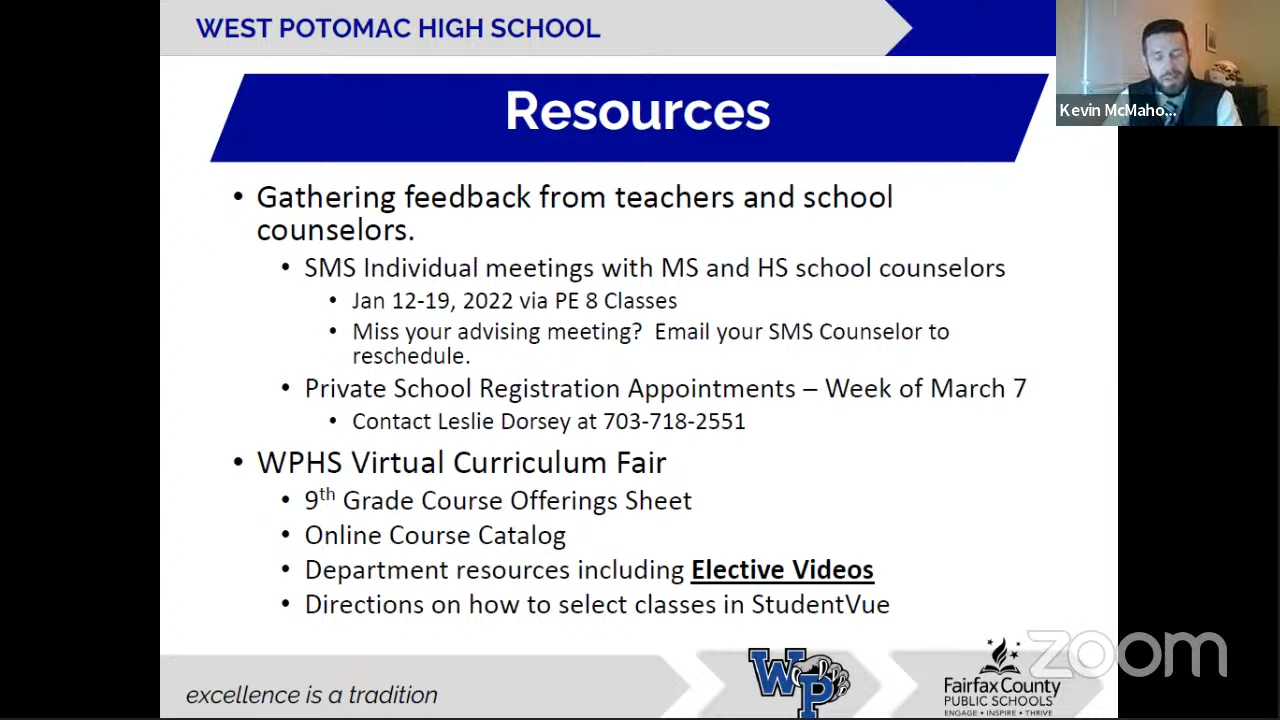 WEST POTOMAC HIGH SCHOOL
Kevin McMaho...
Resources
• Gathering feedback from teachers and school
counselors.
• SMS Individual meetings with MS and HS school counselors
• Jan 12-19, 2022 via PE 8 Classes
• Miss your advising meeting? Email your SMS Counselor to
reschedule.
• Private School Registration Appointments – Week of March 7
• Contact Leslie Dorsey at 703-718-2551
• WPHS Virtual Curriculum Fair
• 9th Grade Course Offerings Sheet
• Online Course Catalog
• Department resources including Elective Videos
• Directions on how to select classes in StudentVue
excellence is a tradition
WP
zoom
Fairfax County
PUBLIC SCHOOLS
ENGAGE • INSPIRE • THRIVE